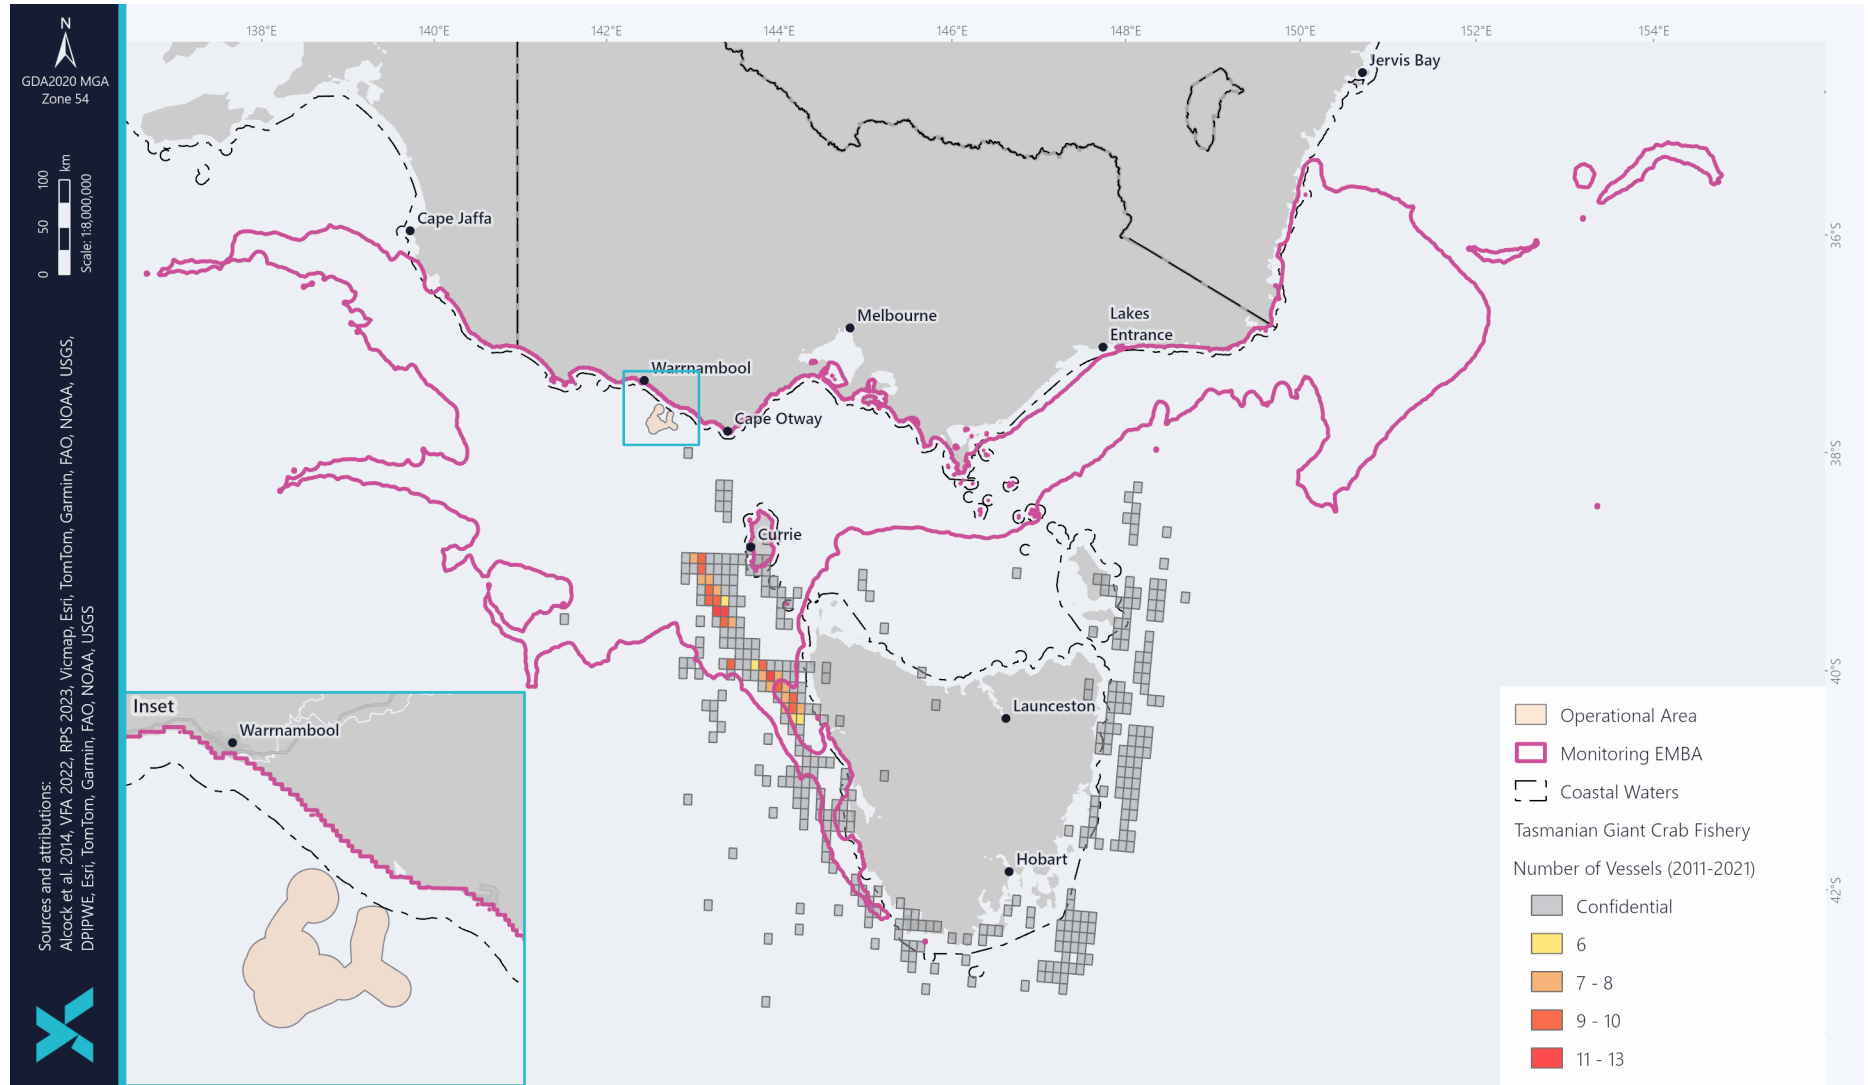 138°E
140°E
142°E
144°E
146°E
148°E
150°E
152°E
154°E
N
GDA2020 MGA
Zone 54
0 50 100 km
Scale: 1:8,000,000
Sources and attributions:
Alcock et al. 2014, VFA 2022, RPS 2023, Vicmap, Esri, TomTom, Garmin, FAO, NOAA, USGS,
DPIPWE, Esri, TomTom, Garmin, FAO, NOAA, USGS
Jervis Bay
Cape Jaffa
36°S
Melbourne
Lakes
Entrance
Warrnambool
Cape Otway
38°S
Currie
40°S
Launceston
Hobart
42°S
Inset
Warrnambool
Operational Area
Monitoring EMBA
Coastal Waters
Tasmanian Giant Crab Fishery
Number of Vessels (2011-2021)
Confidential
6
7 - 8
9 - 10
11 - 13